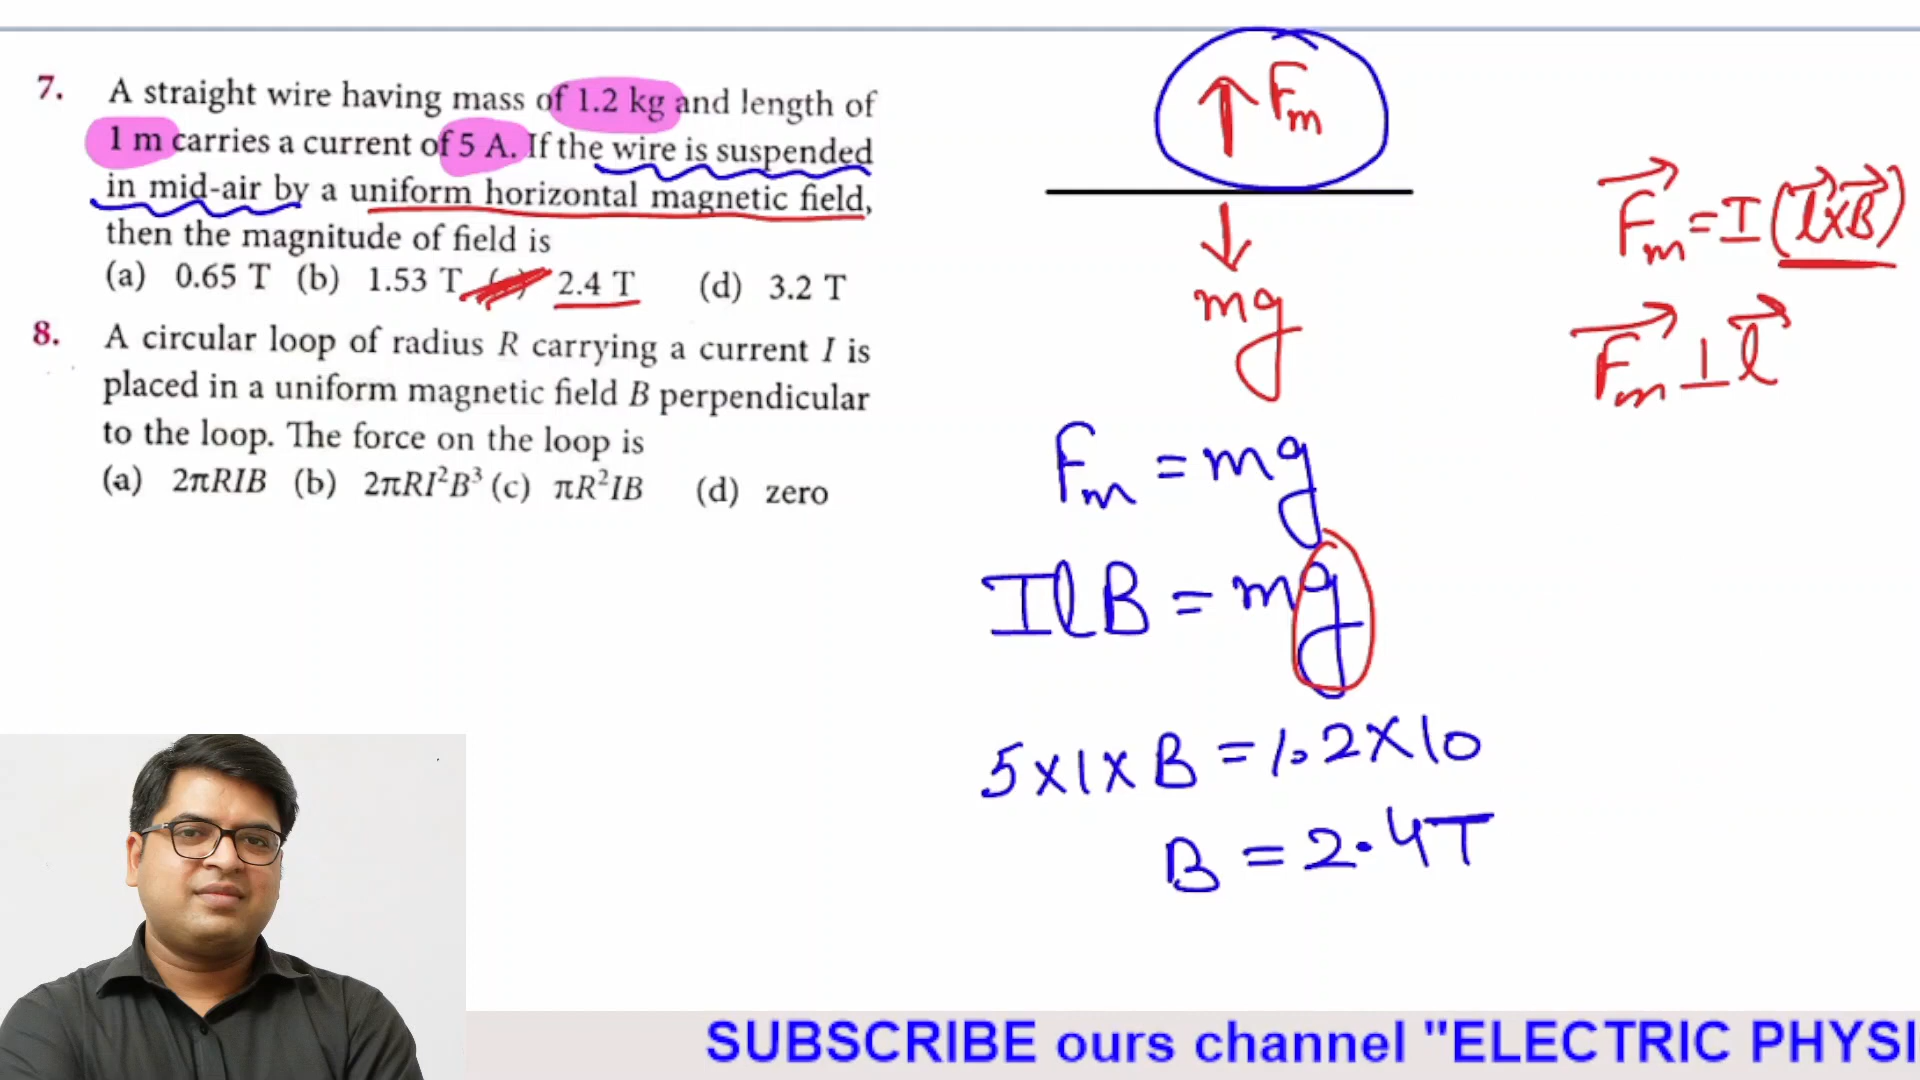 7. A straight wire having mass of 1.2 kg and length of
1 m carries a current of 5 A. If the wire is suspended
in mid-air by a uniform horizontal magnetic field,
then the magnitude of field is
(a) 0.65 T (b) 1.53 T (c) 2.4 T (d) 3.2 T
8. A circular loop of radius R carrying a current I is
placed in a uniform magnetic field B perpendicular
to the loop. The force on the loop is
(a) 2πRIB (b) 2πRI²B³ (c) πR²IB (d) zero
↑ Fm
↓
mg
Fm = mg
IlB = mg
5×1×B = 1.2×10
B = 2.4T
F⃗m = I(l⃗×B⃗)
F⃗m ⊥ l⃗
SUBSCRIBE ours channel "ELECTRIC PHYSI